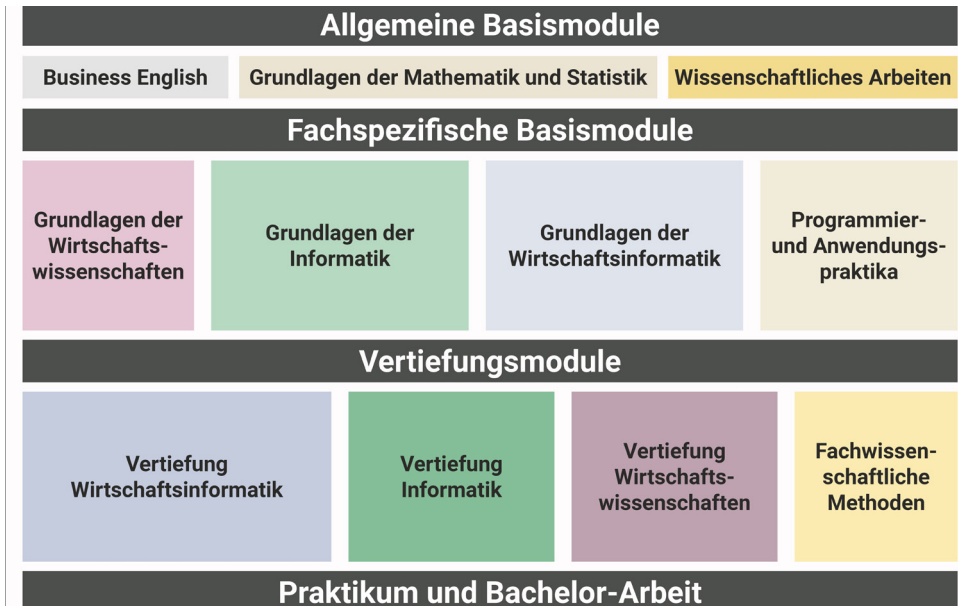 Allgemeine Basismodule
Business English
Grundlagen der Mathematik und Statistik
Wissenschaftliches Arbeiten
Fachspezifische Basismodule
Grundlagen der
Wirtschafts-
wissenschaften
Grundlagen der
Informatik
Grundlagen der
Wirtschaftsinformatik
Programmier-
und Anwendungs-
praktika
Vertiefungsmodule
Vertiefung
Wirtschaftsinformatik
Vertiefung
Informatik
Vertiefung
Wirtschafts-
wissenschaften
Fachwissen-
schaftliche
Methoden
Praktikum und Bachelor-Arbeit